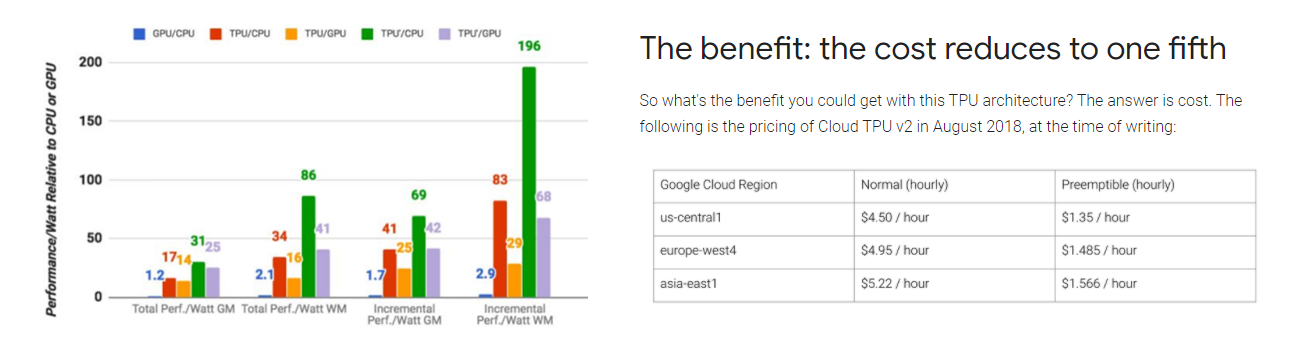 GPU/CPU TPU/CPU TPU/GPU TPU'/CPU TPU'/GPU
Performance/Watt Relative to CPU or GPU
200
150
100
50
0
1.2 17 14 31 25
2.1 34 16 86 41
1.7 41 25 69 42
2.9 83 29 196 68
Total Perf./Watt GM Total Perf./Watt WM
Incremental
Perf./Watt GM
Incremental
Perf./Watt WM
The benefit: the cost reduces to one fifth
So what's the benefit you could get with this TPU architecture? The answer is cost. The
following is the pricing of Cloud TPU v2 in August 2018, at the time of writing:
Google Cloud Region Normal (hourly) Preemptible (hourly)
us-central1 $4.50 / hour $1.35 / hour
europe-west4 $4.95 / hour $1.485 / hour
asia-east1 $5.22 / hour $1.566 / hour